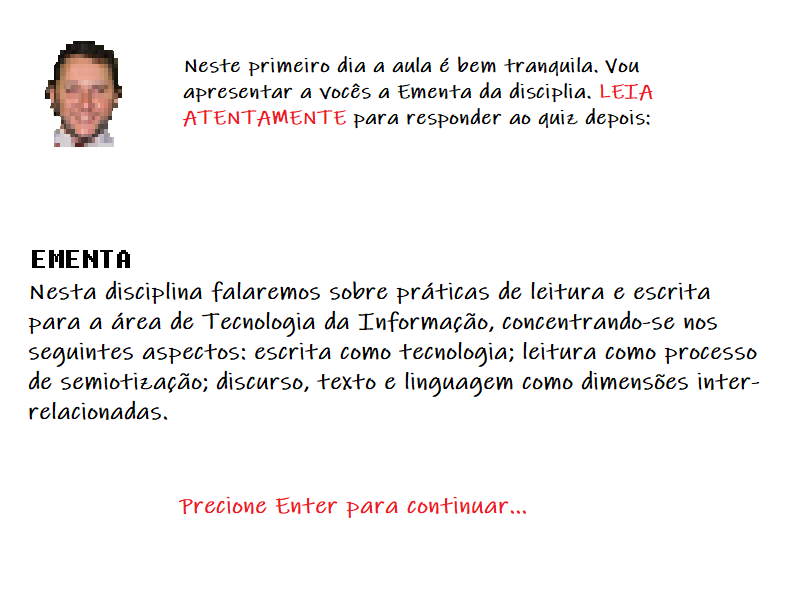 Neste primeiro dia a aula é bem tranquila. Vou
apresentar a vocês a Ementa da disciplia. LEIA
ATENTAMENTE para responder ao quiz depois:
EMENTA
Nesta disciplina falaremos sobre práticas de leitura e escrita
para a área de Tecnologia da Informação, concentrando-se nos
seguintes aspectos: escrita como tecnologia; leitura como processo
de semiotização; discurso, texto e linguagem como dimensões inter-
relacionadas.
Precione Enter para continuar...